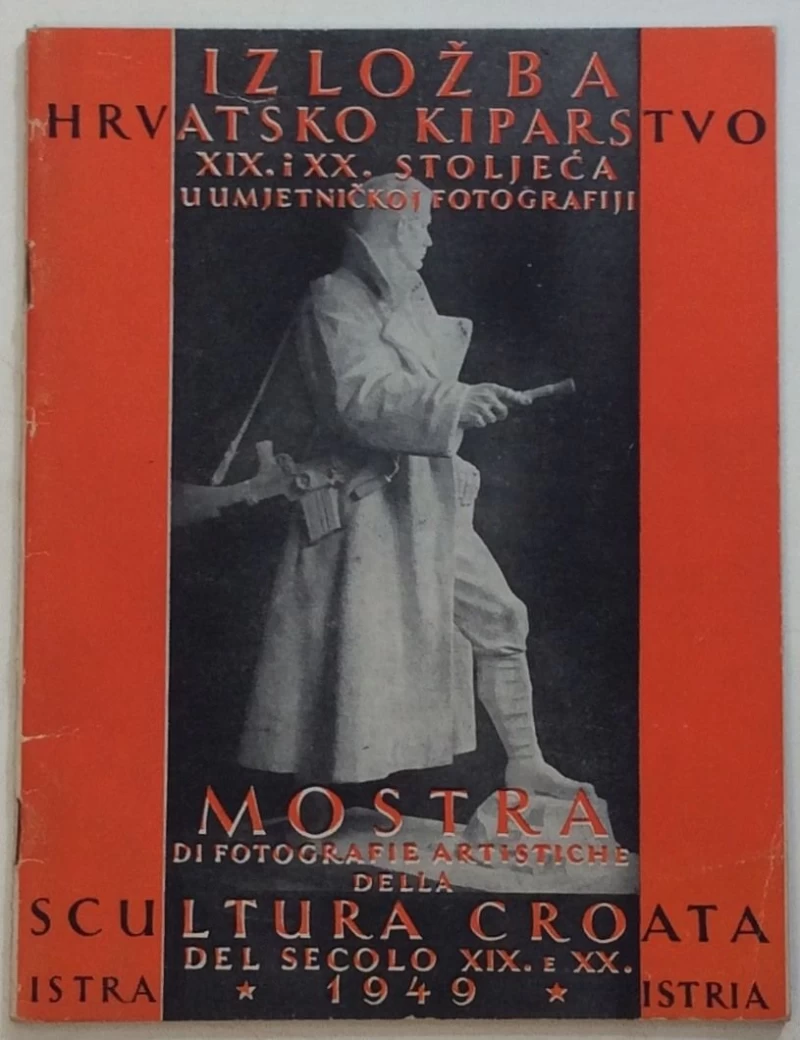 IZLOŽBA
HRVATSKO KIPARSTVO
XIX. i XX. STOLJEĆA
U UMJETNIČKOJ FOTOGRAFIJI
MOSTRA
DI FOTOGRAFIE ARTISTICHE
DELLA
SCULTURA CROATA
DEL SECOLO XIX. E XX.
ISTRA ★ 1949 ★ ISTRIA